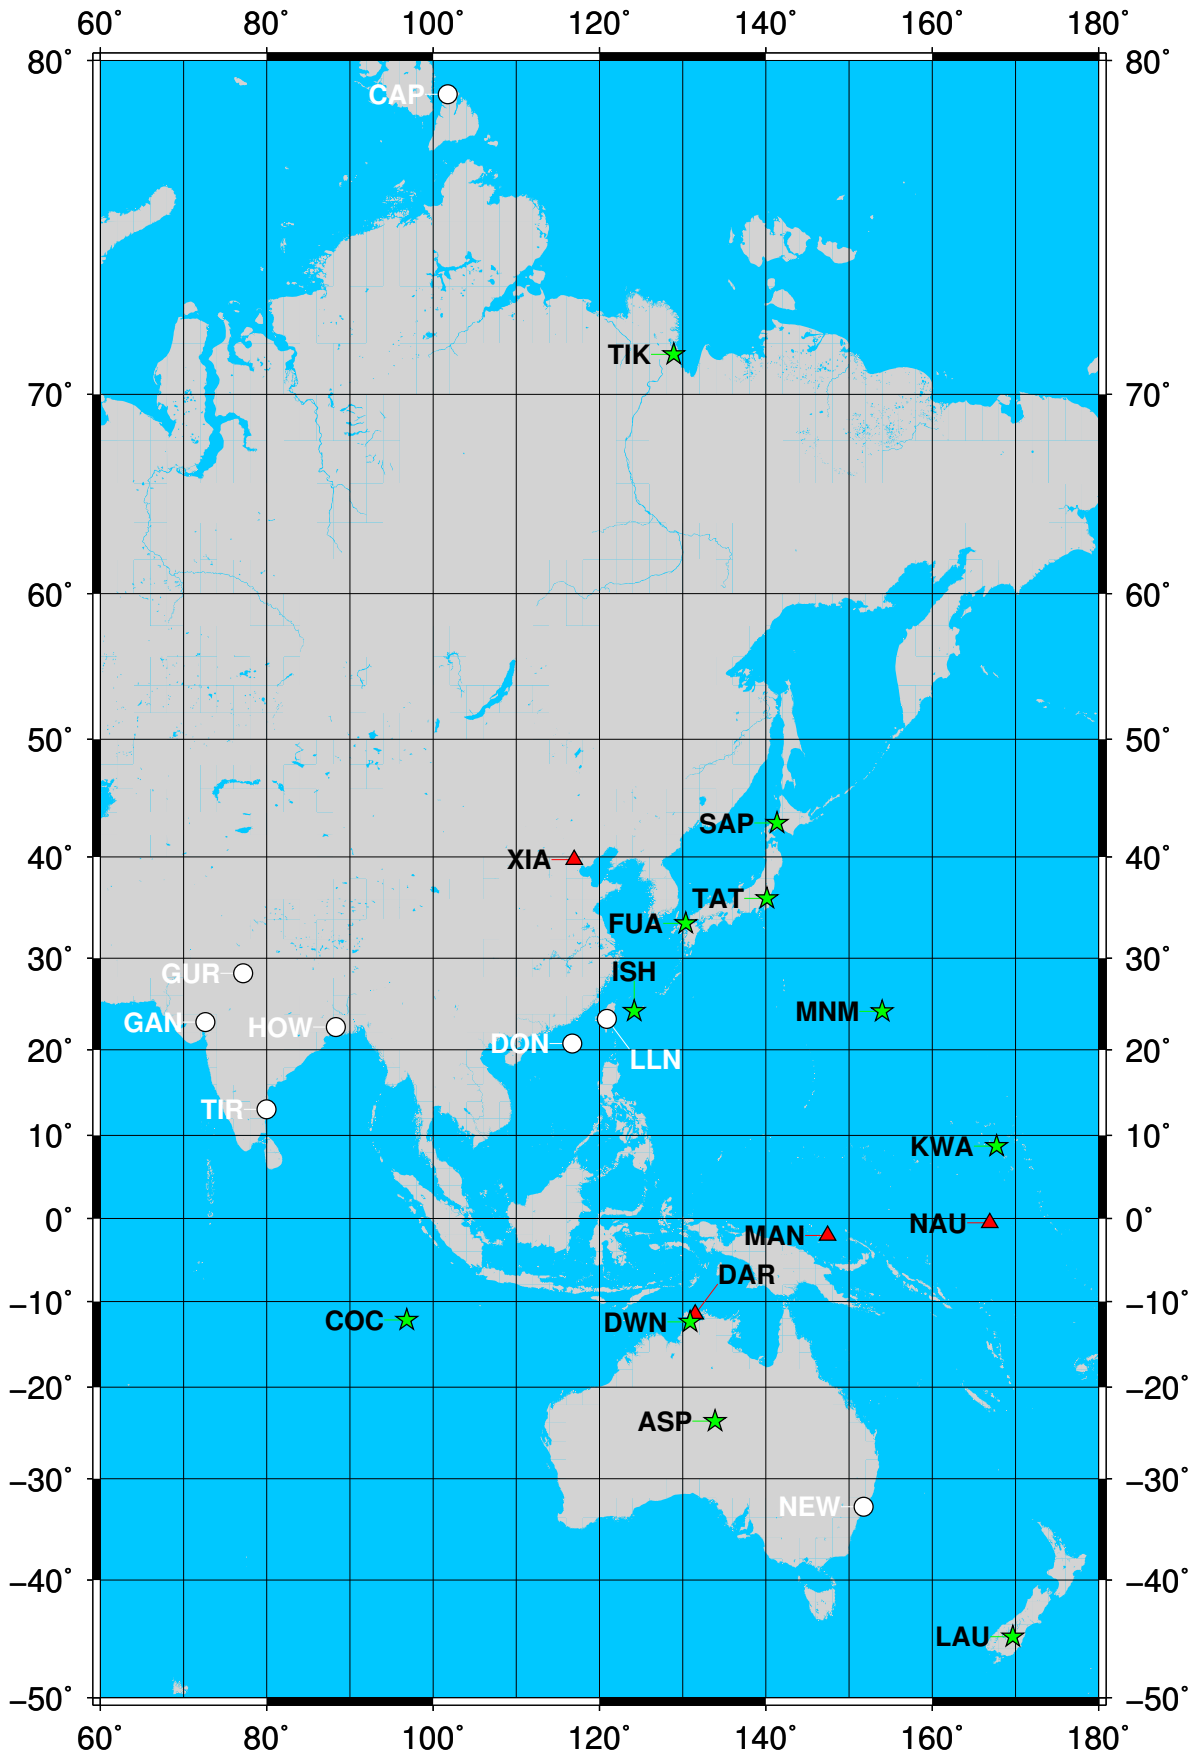 60˚ 80˚ 100˚ 120˚ 140˚ 160˚ 180˚
80˚ 80˚
CAP
TIK
70˚ 70˚
60˚ 60˚
50˚ 50˚
SAP
40˚ XIA 40˚
TAT
FUA
30˚ 30˚
GUR ISH
MNM
GAN HOW
DON
20˚ LLN 20˚
TIR
10˚ 10˚
KWA
0˚ NAU 0˚
MAN
DAR
−10˚ −10˚
COC DWN
−20˚ −20˚
ASP
−30˚ −30˚
NEW
−40˚ −40˚
LAU
−50˚ −50˚
60˚ 80˚ 100˚ 120˚ 140˚ 160˚ 180˚